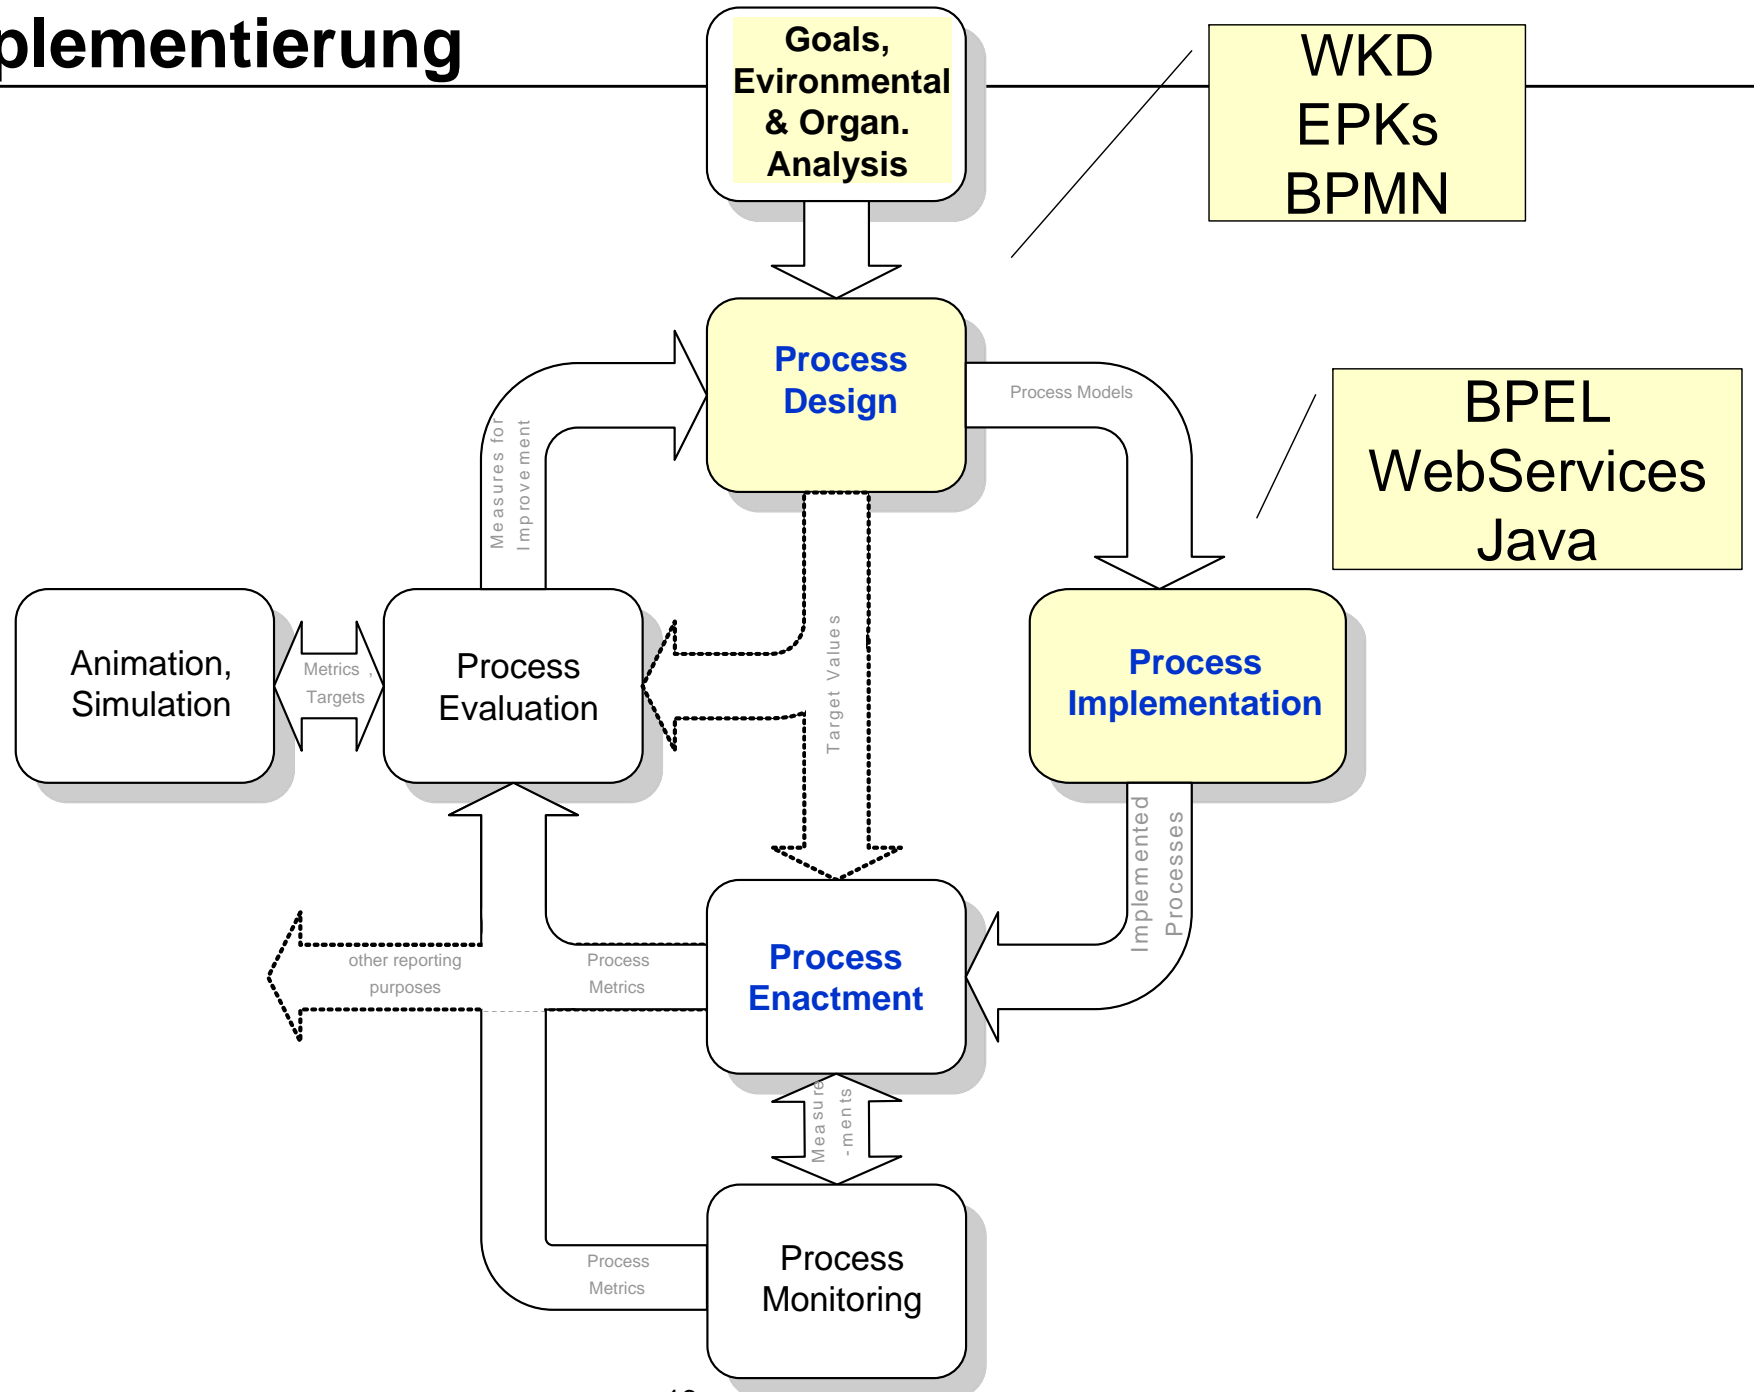 plementierung
Goals,
Evironmental
& Organ.
Analysis
WKD
EPKs
BPMN
Process
Design
Process Models
BPEL
WebServices
Java
Measures for
Improvement
Animation,
Simulation
Metrics ,
Targets
Process
Evaluation
Target Values
Process
Implementation
Implemented
Processes
other reporting
purposes
Process
Metrics
Process
Enactment
Measure
-ments
Process
Metrics
Process
Monitoring